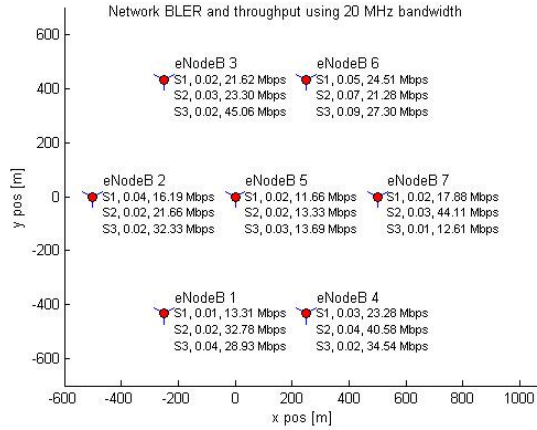 Network BLER and throughput using 20 MHz bandwidth
600
400
200
0
-200
-400
-600
y pos [m]
eNodeB 3
S1, 0.02, 21.62 Mbps
S2, 0.03, 23.30 Mbps
S3, 0.02, 45.06 Mbps
eNodeB 6
S1, 0.05, 24.51 Mbps
S2, 0.07, 21.28 Mbps
S3, 0.09, 27.30 Mbps
eNodeB 2
S1, 0.04, 16.19 Mbps
S2, 0.02, 21.66 Mbps
S3, 0.02, 32.33 Mbps
eNodeB 5
S1, 0.02, 11.66 Mbps
S2, 0.02, 13.33 Mbps
S3, 0.03, 13.69 Mbps
eNodeB 7
S1, 0.02, 17.88 Mbps
S2, 0.03, 44.11 Mbps
S3, 0.01, 12.61 Mbps
eNodeB 1
S1, 0.01, 13.31 Mbps
S2, 0.02, 32.78 Mbps
S3, 0.04, 28.93 Mbps
eNodeB 4
S1, 0.03, 23.28 Mbps
S2, 0.04, 40.58 Mbps
S3, 0.02, 34.54 Mbps
-600 -400 -200 0 200 400 600 800 1000
x pos [m]